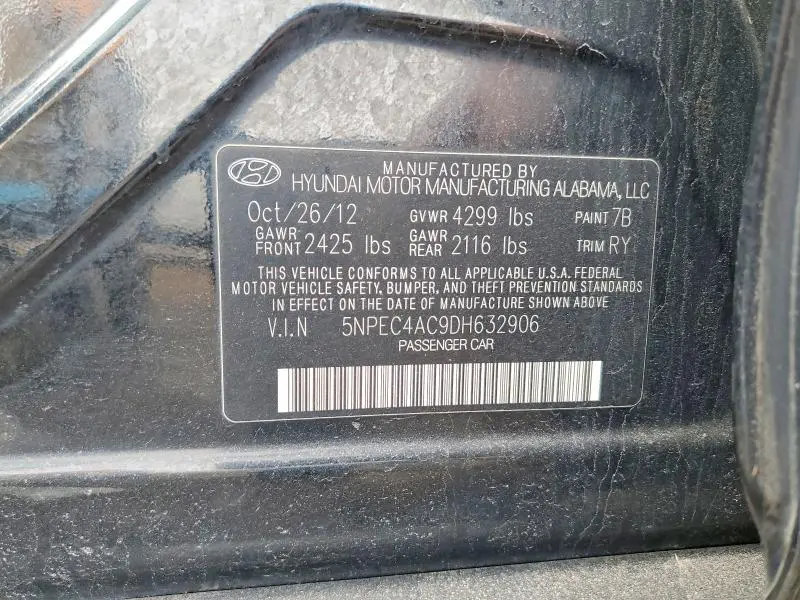 MANUFACTURED BY
HYUNDAI MOTOR MANUFACTURING ALABAMA, LLC
Oct/26/12 GVWR 4299 lbs PAINT 7B
GAWR FRONT 2425 lbs GAWR REAR 2116 lbs TRIM RY
THIS VEHICLE CONFORMS TO ALL APPLICABLE U.S.A. FEDERAL
MOTOR VEHICLE SAFETY, BUMPER, AND THEFT PREVENTION STANDARDS
IN EFFECT ON THE DATE OF MANUFACTURE SHOWN ABOVE
V.I.N 5NPEC4AC9DH632906
PASSENGER CAR